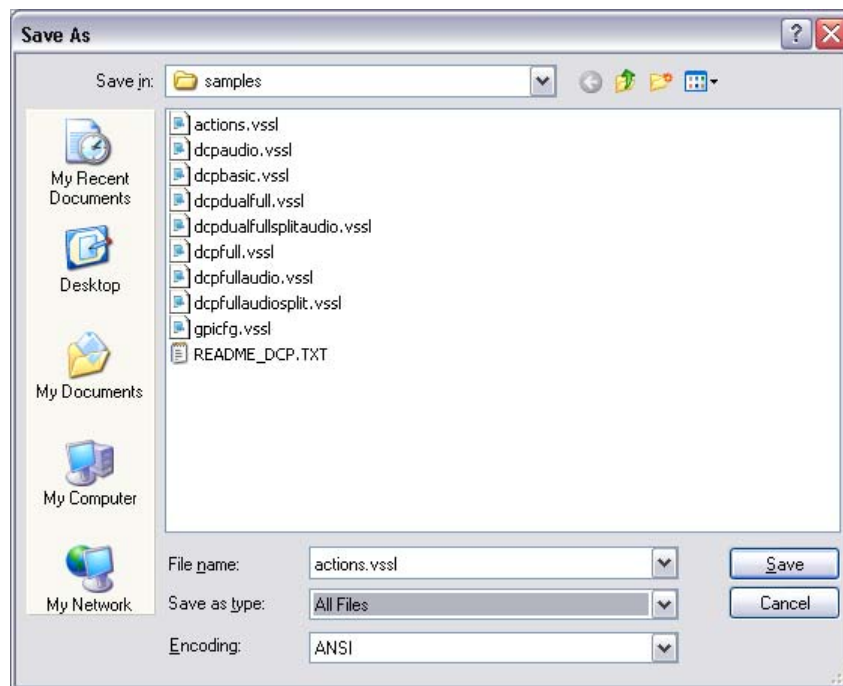 Save As
?
Save in:
samples
My Recent
Documents
Desktop
My Documents
My Computer
My Network
actions.vssl
dcpaudio.vssl
dcpbasic.vssl
dcpdualfull.vssl
dcpdualfullsplitaudio.vssl
dcpfull.vssl
dcpfullaudio.vssl
dcpfullaudiosplit.vssl
gpicfg.vssl
README_DCP.TXT
File name:
actions.vssl
Save
Save as type:
All Files
Cancel
Encoding:
ANSI